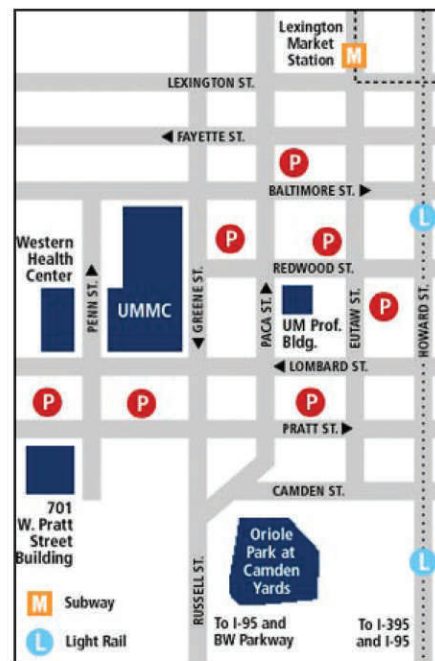 Lexington
Market
Station
M
LEXINGTON ST.
FAYETTE ST.
P
BALTIMORE ST.
Western
Health
Center
P
P
L
REDWOOD ST.
PENN ST.
UMMC
GREENE ST.
PACA ST.
UM Prof.
Bldg.
EUTAW ST.
P
HOWARD ST.
LOMBARD ST.
P
P
P
PRATT ST.
701
W. Pratt
Street
Building
CAMDEN ST.
RUSSELL ST.
Oriole
Park at
Camden
Yards
L
M Subway
L Light Rail
To I-95 and
BW Parkway
To I-395
and I-95